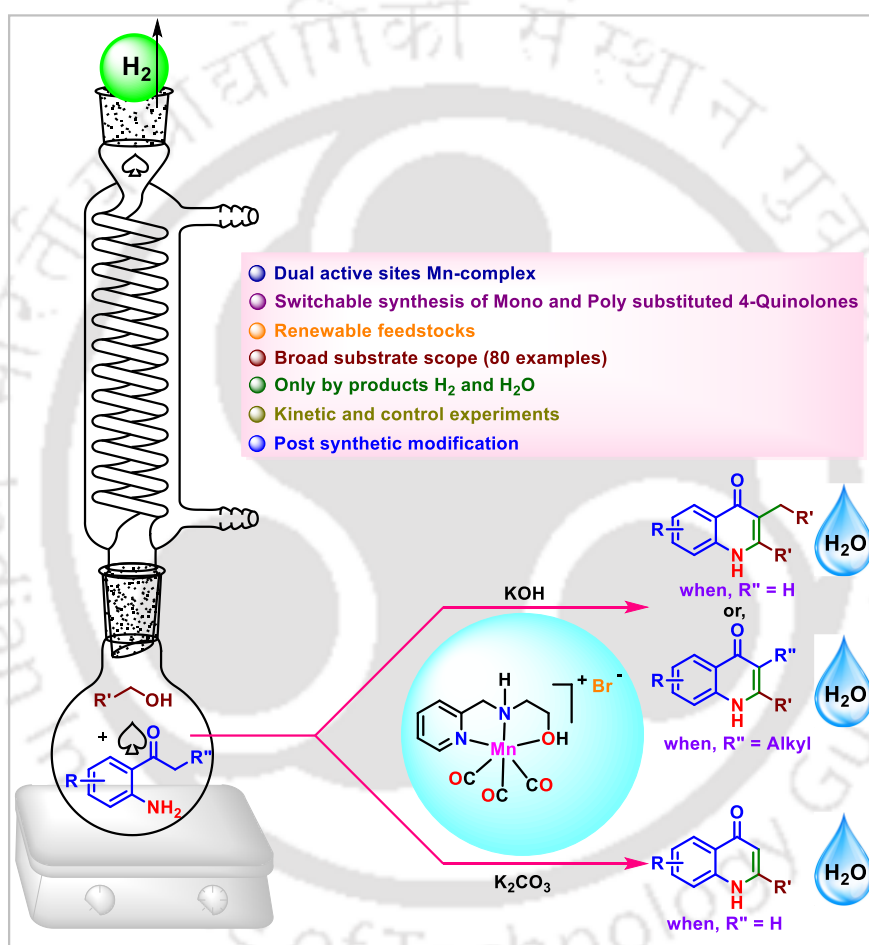 H₂
Dual active sites Mn-complex
Switchable synthesis of Mono and Poly substituted 4-Quinolones
Renewable feedstocks
Broad substrate scope (80 examples)
Only by products H₂ and H₂O
Kinetic and control experiments
Post synthetic modification
O
R
R'
R'
N
H
H₂O
when, R" = H
or,
KOH
O
R
R"
R'
N
H
H₂O
when, R" = Alkyl
H
N
N
OH
Mn
OC
OC
CO
+ Br -
R'
OH
+
O
R"
R
NH₂
K₂CO₃
O
R
R'
N
H
H₂O
when, R" = H